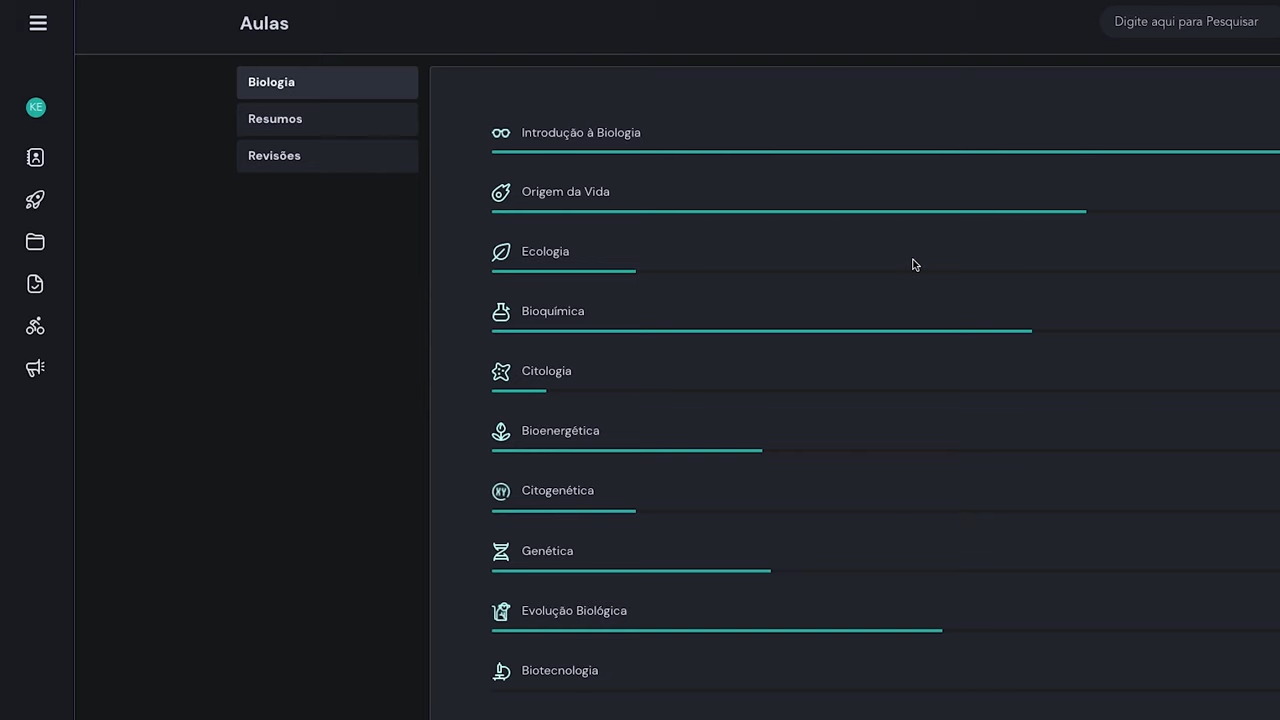 Aulas
Digite aqui para Pesquisar
KE
Biologia
Resumos
Revisões
Introdução à Biologia
Origem da Vida
Ecologia
Bioquímica
Citologia
Bioenergética
XY
Citogenética
Genética
Evolução Biológica
Biotecnologia